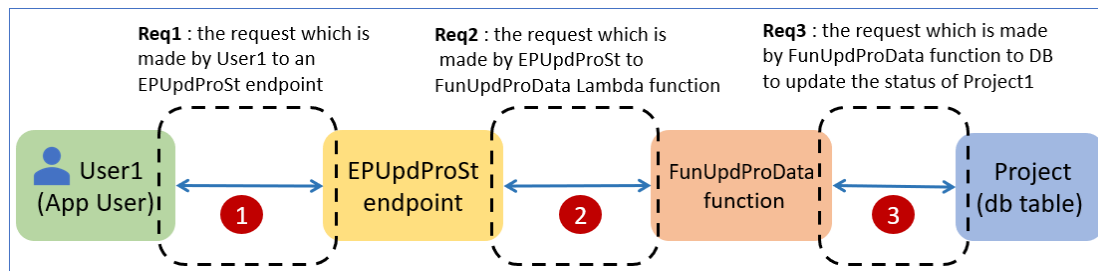 Req1 : the request which is
made by User1 to an
EPUpdProSt endpoint
Req2 : the request which is
made by EPUpdProSt to
FunUpdProData Lambda function
Req3 : the request which is made
by FunUpdProData function to DB
to update the status of Project1
User1
(App User)
1
EPUpdProSt
endpoint
2
FunUpdProData
function
3
Project
(db table)